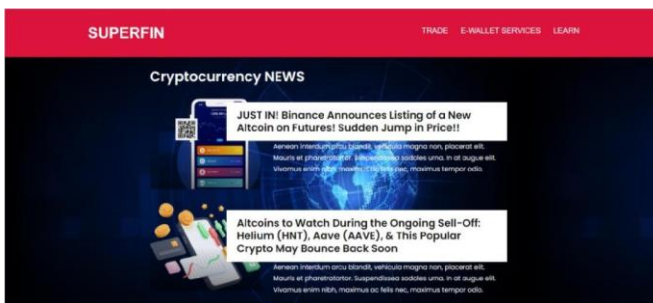 SUPERFIN
TRADE E-WALLET SERVICES LEARN
Cryptocurrency NEWS
JUST IN! Binance Announces Listing of a New
Altcoin on Futures! Sudden Jump in Price!!
Aenean interdum arcu blandit, vehicula magna non, placerat elit.
Mauris et pharetratortor. Suspendissea sodales urna. In at augue elit.
Vivamus enim nibh, maximus ac felis nec, maximus tempor odio.
Altcoins to Watch During the Ongoing Sell-Off:
Helium (HNT), Aave (AAVE), & This Popular
Crypto May Bounce Back Soon
Aenean interdum arcu blandit, vehicula magna non, placerat elit.
Mauris et pharetratortor. Suspendissea sodales urna. In at augue elit.
Vivamus enim nibh, maximus ac felis nec, maximus tempor odio.